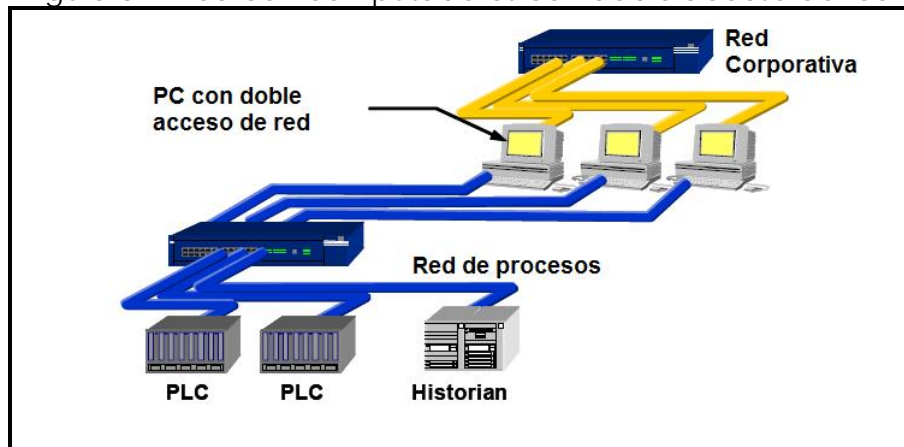 Red
Corporativa
PC con doble
acceso de red
Red de procesos
PLC
PLC
Historian